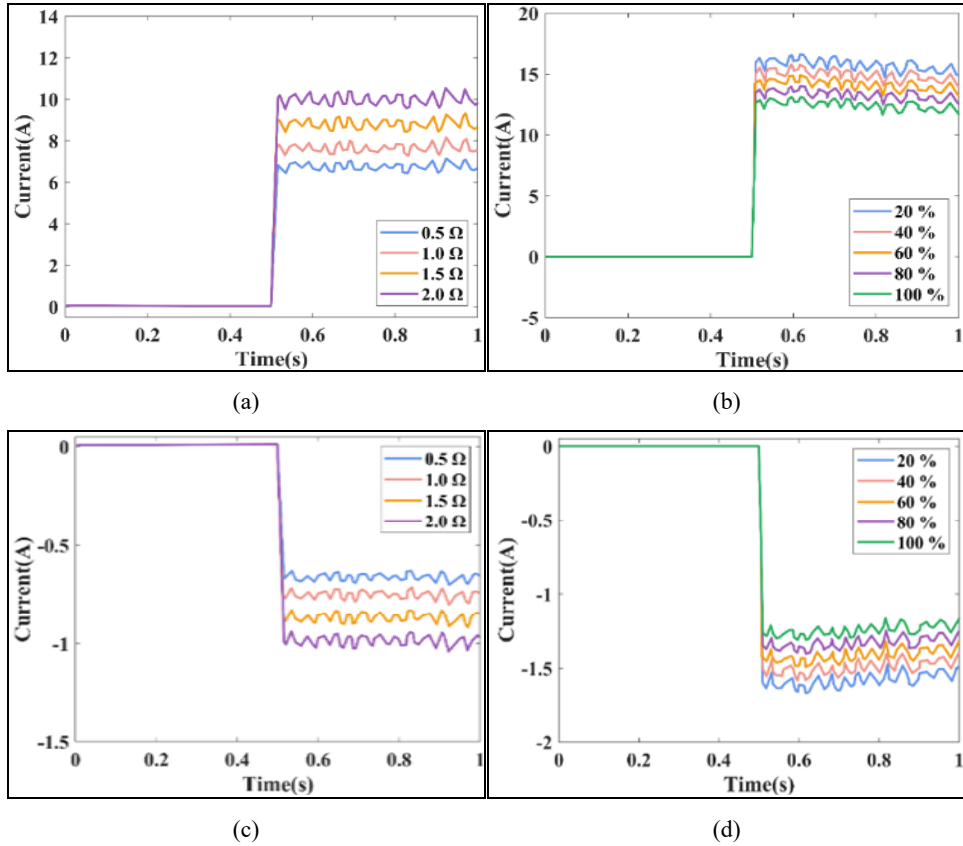 14
12
10
8
6
4
2
0
Current(A)
0 0.2 0.4 0.6 0.8 1
Time(s)
0.5 Ω
1.0 Ω
1.5 Ω
2.0 Ω
(a)
20
15
10
5
0
-5
Current(A)
0 0.2 0.4 0.6 0.8 1
Time(s)
20 %
40 %
60 %
80 %
100 %
(b)
0
-0.5
-1
-1.5
Current(A)
0 0.2 0.4 0.6 0.8 1
Time(s)
0.5 Ω
1.0 Ω
1.5 Ω
2.0 Ω
(c)
0
-0.5
-1
-1.5
-2
Current(A)
0 0.2 0.4 0.6 0.8 1
Time(s)
20 %
40 %
60 %
80 %
100 %
(d)